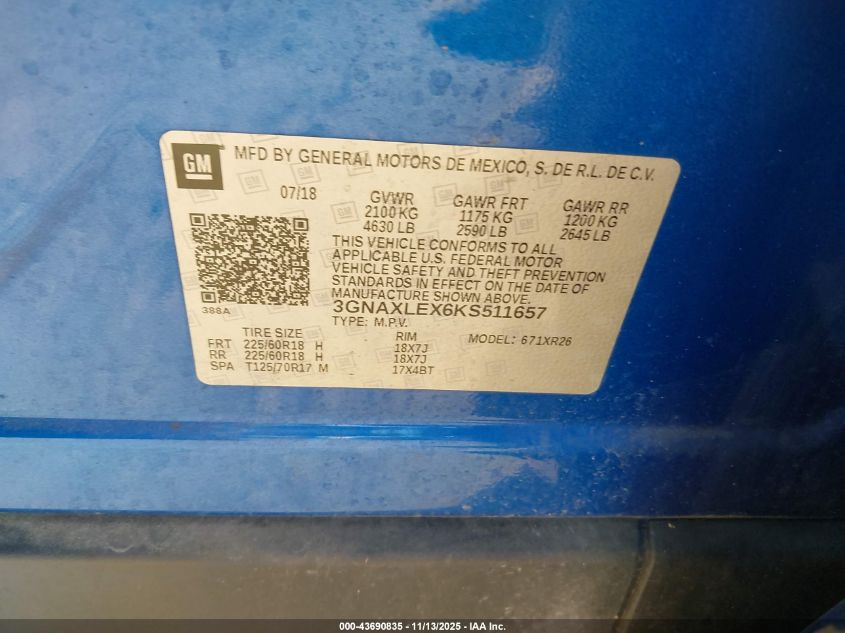 GM
MFD BY GENERAL MOTORS DE MEXICO, S. DE R.L. DE C.V.
07/18 GVWR GAWR FRT GAWR RR
2100 KG 1175 KG 1200 KG
4630 LB 2590 LB 2645 LB
THIS VEHICLE CONFORMS TO ALL
APPLICABLE U.S. FEDERAL MOTOR
VEHICLE SAFETY AND THEFT PREVENTION
STANDARDS IN EFFECT ON THE DATE OF
MANUFACTURE SHOWN ABOVE.
388A 3GNAXLEX6KS511657
TYPE: M.P.V.
TIRE SIZE RIM MODEL: 671XR26
FRT 225/60R18 H 18X7J
RR 225/60R18 H 18X7J
SPA T125/70R17 M 17X4BT
000-43690835 - 11/13/2025 - IAA Inc.